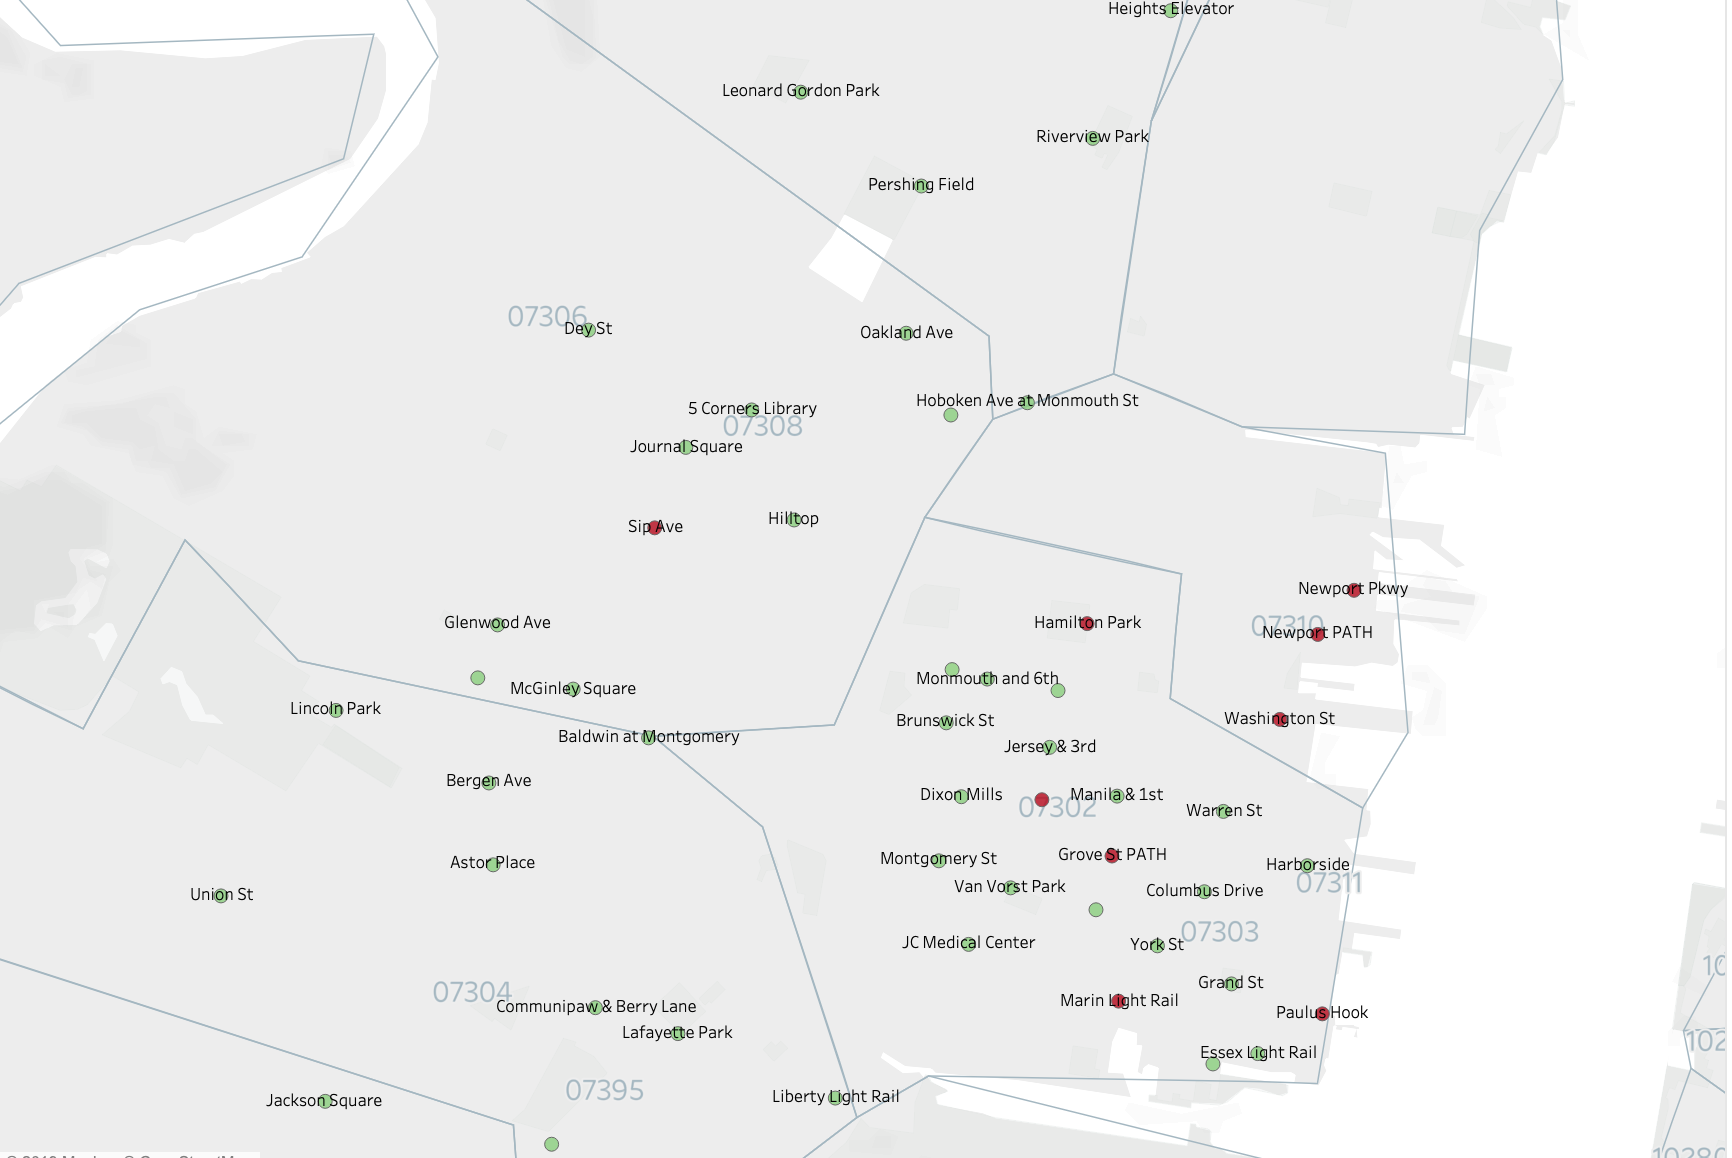 Heights Elevator
Leonard Gordon Park
Riverview Park
Pershing Field
07306
Dey St
Oakland Ave
Hoboken Ave at Monmouth St
5 Corners Library
07308
Journal Square
Sip Ave
Hilltop
Newport Pkwy
Glenwood Ave
Hamilton Park
07310
Newport PATH
Monmouth and 6th
McGinley Square
Lincoln Park
Brunswick St
Washington St
Baldwin at Montgomery
Jersey & 3rd
Bergen Ave
Dixon Mills
Manila & 1st
07302
Warren St
Grove St PATH
Montgomery St
Astor Place
Harborside
07311
Van Vorst Park
Columbus Drive
Union St
07303
JC Medical Center
York St
Grand St
07304
Marin Light Rail
Communipaw & Berry Lane
Paulus Hook
Lafayette Park
102
Essex Light Rail
07395
Liberty Light Rail
Jackson Square
10280